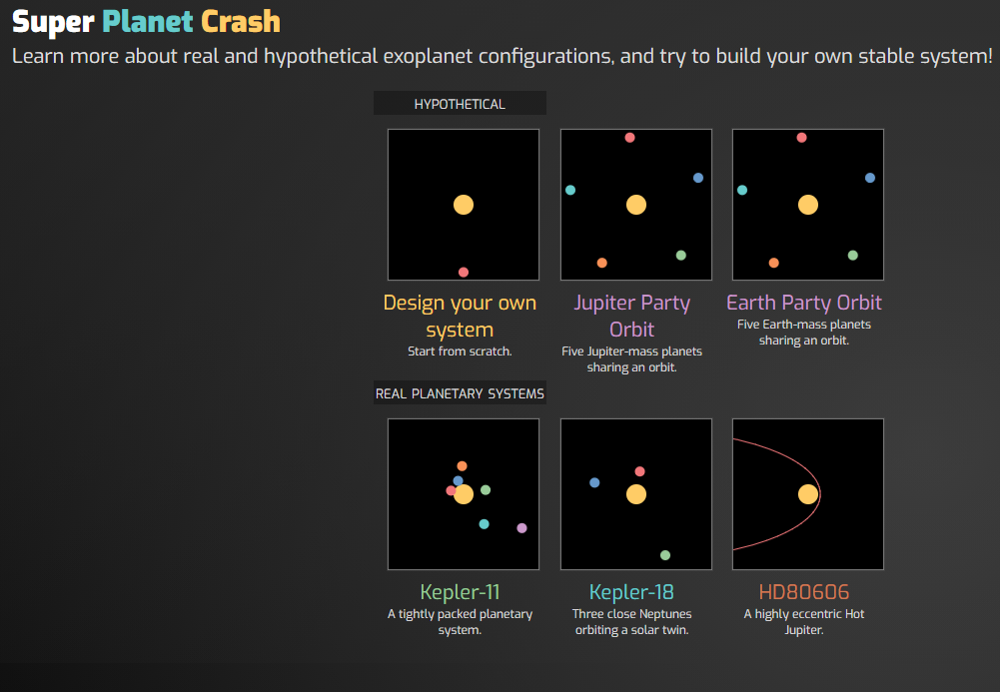 Super Planet Crash
Learn more about real and hypothetical exoplanet configurations, and try to build your own stable system!
HYPOTHETICAL
Design your own
system
Start from scratch.
Jupiter Party
Orbit
Five Jupiter-mass planets
sharing an orbit.
Earth Party Orbit
Five Earth-mass planets
sharing an orbit.
REAL PLANETARY SYSTEMS
Kepler-11
A tightly packed planetary
system.
Kepler-18
Three close Neptunes
orbiting a solar twin.
HD80606
A highly eccentric Hot
Jupiter.